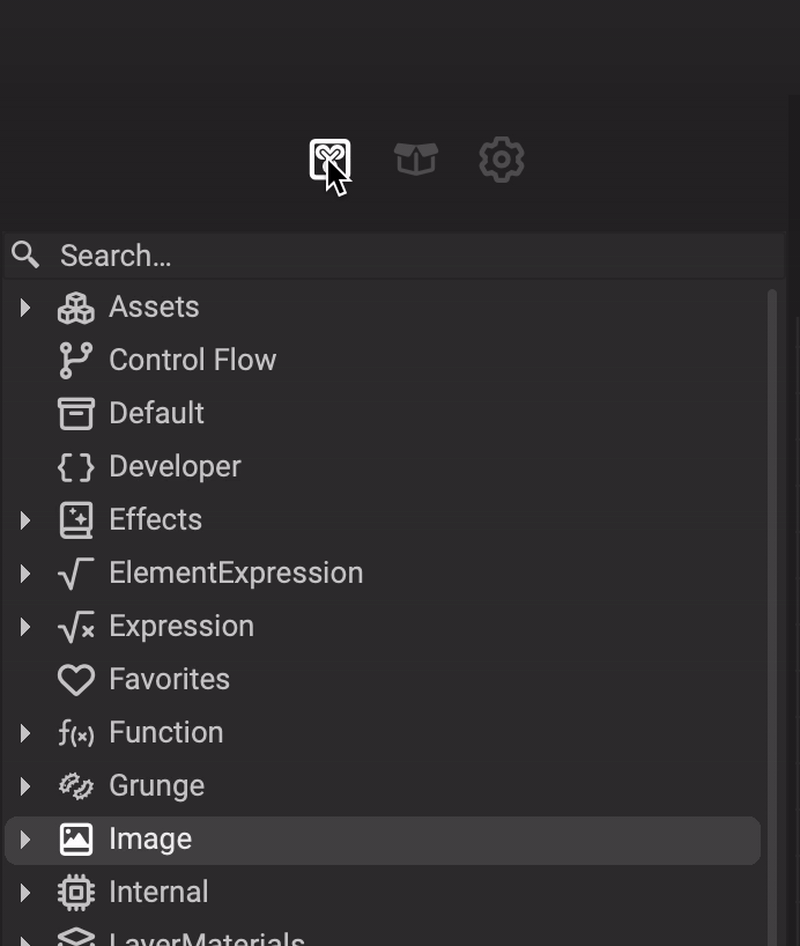 Search...
Assets
Control Flow
Default
Developer
Effects
ElementExpression
Expression
Favorites
f(x) Function
Grunge
Image
Internal
LayerMaterials